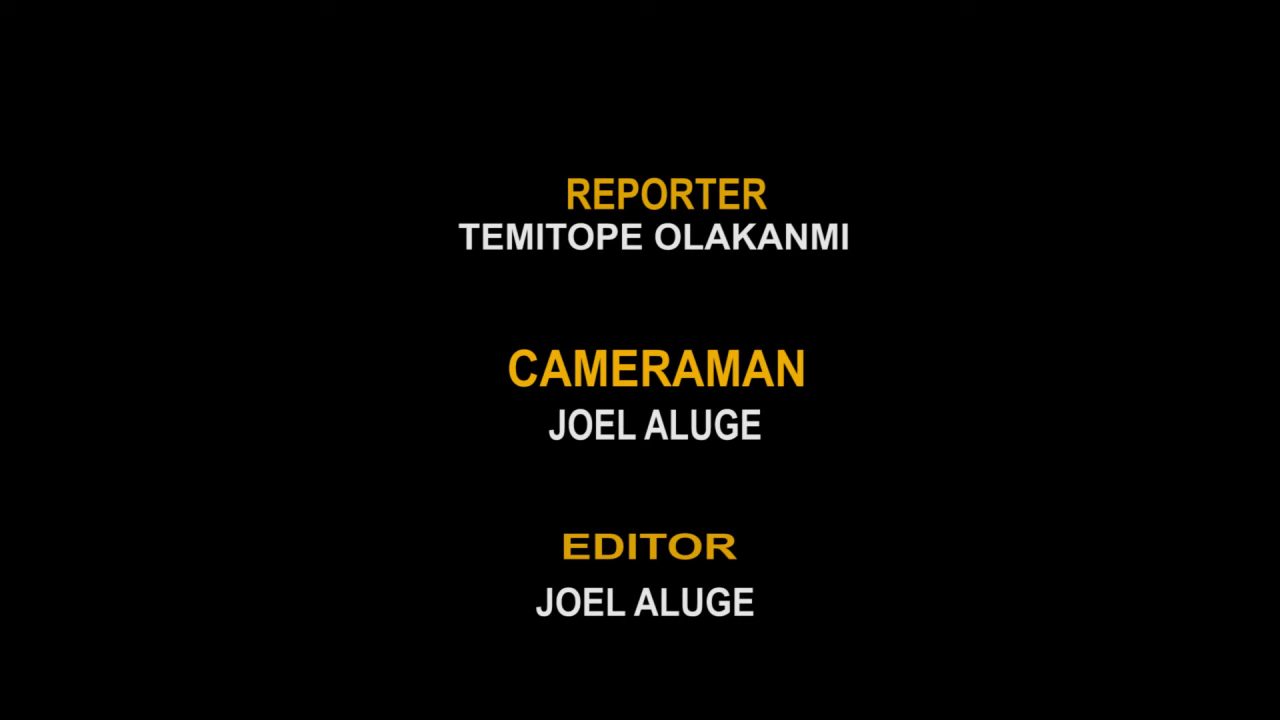 REPORTER
TEMITOPE OLAKANMI
CAMERAMAN
JOEL ALUGE
EDITOR
JOEL ALUGE